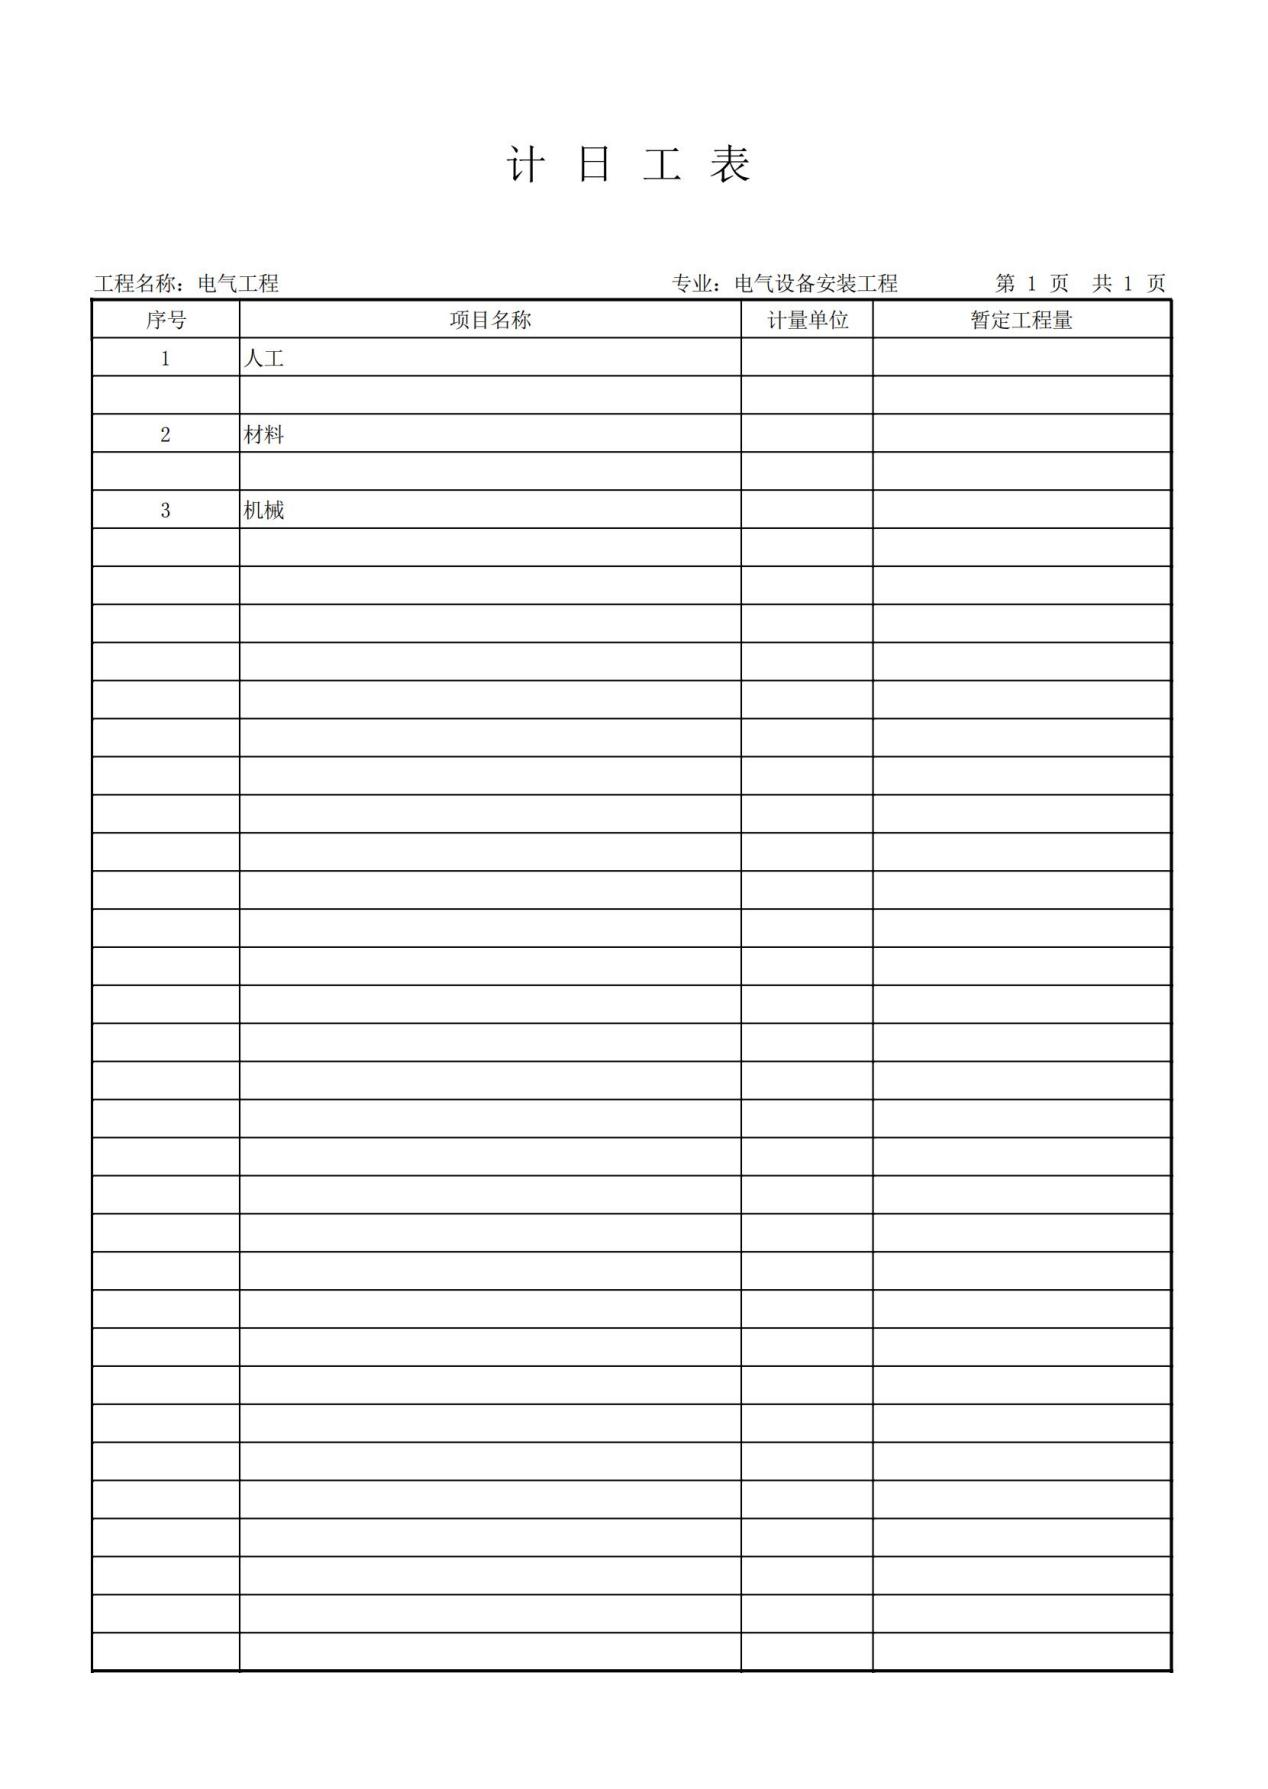 计 日 工 表
工程名称：电气工程 专业：电气设备安装工程 第 1 页 共 1 页
序号 项目名称 计量单位 暂定工程量
1 人工
2 材料
3 机械